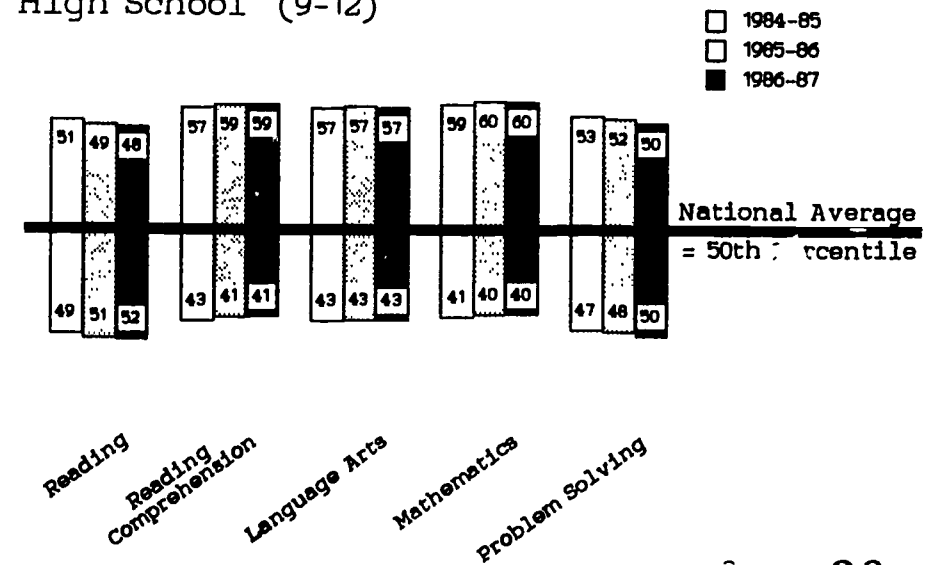 High School (9-12)
1984-85
1985-86
1986-87
51 49 48
57 59 59
57 57 57
59 60 60
53 52 50
National Average
= 50th
49 51 52
43 41 41
43 43 43
41 40 40
47 48 50
Reading
Reading
Comprehension
Language Arts
Mathematics
Problem Solving